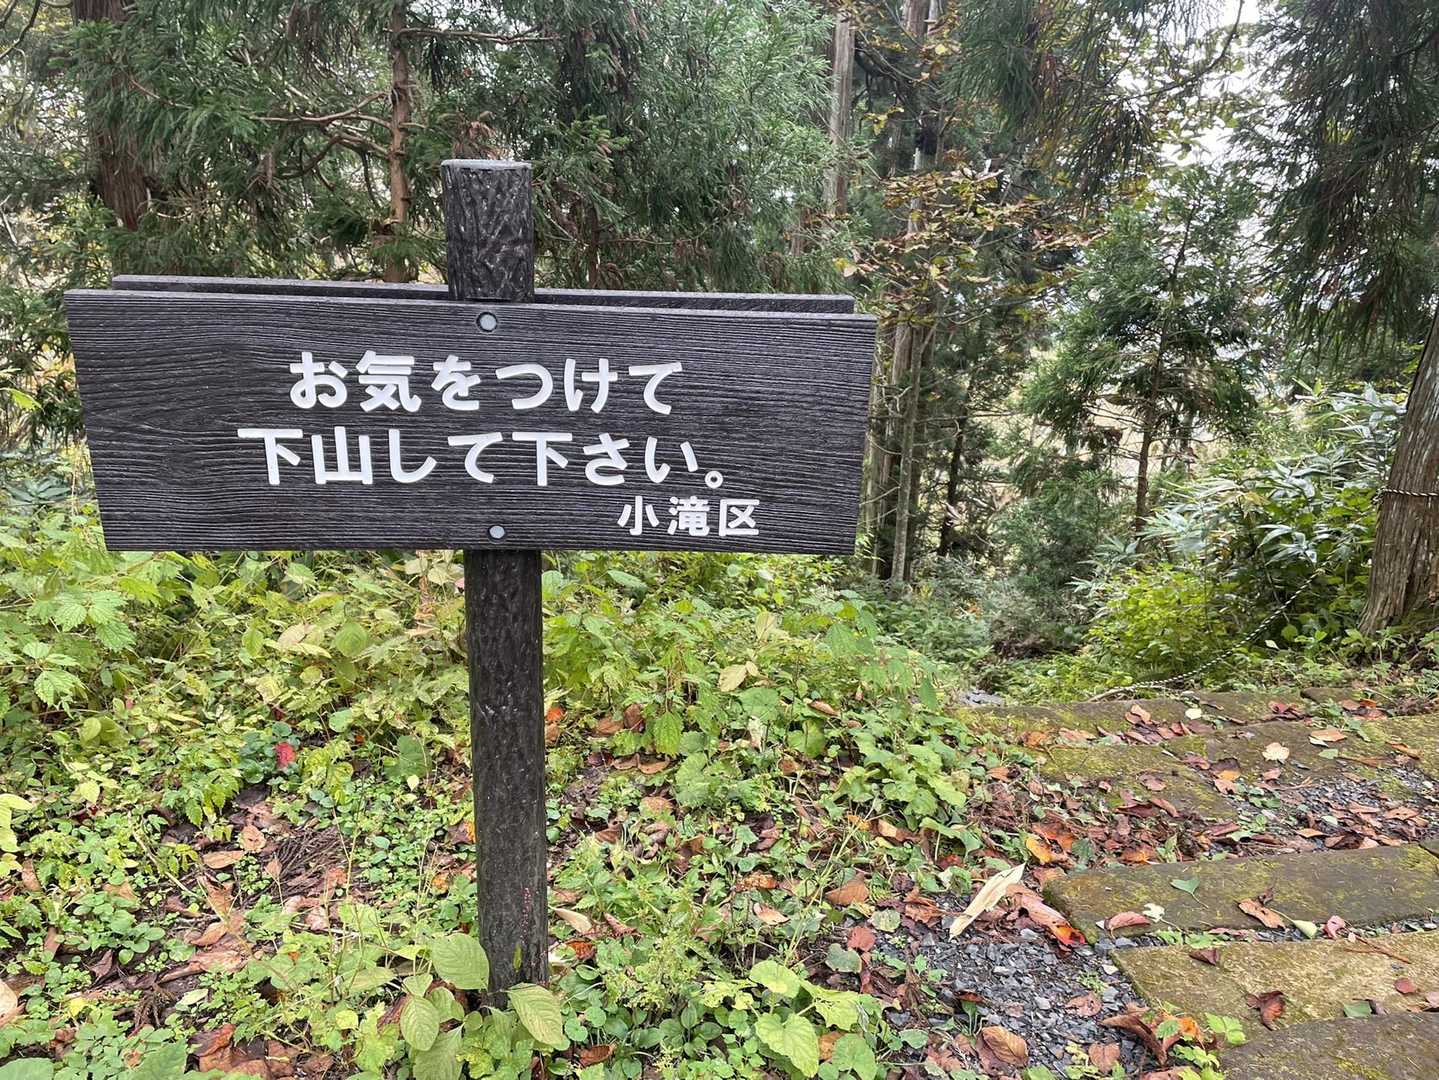 お気をつけて
下山して下さい。
小滝区